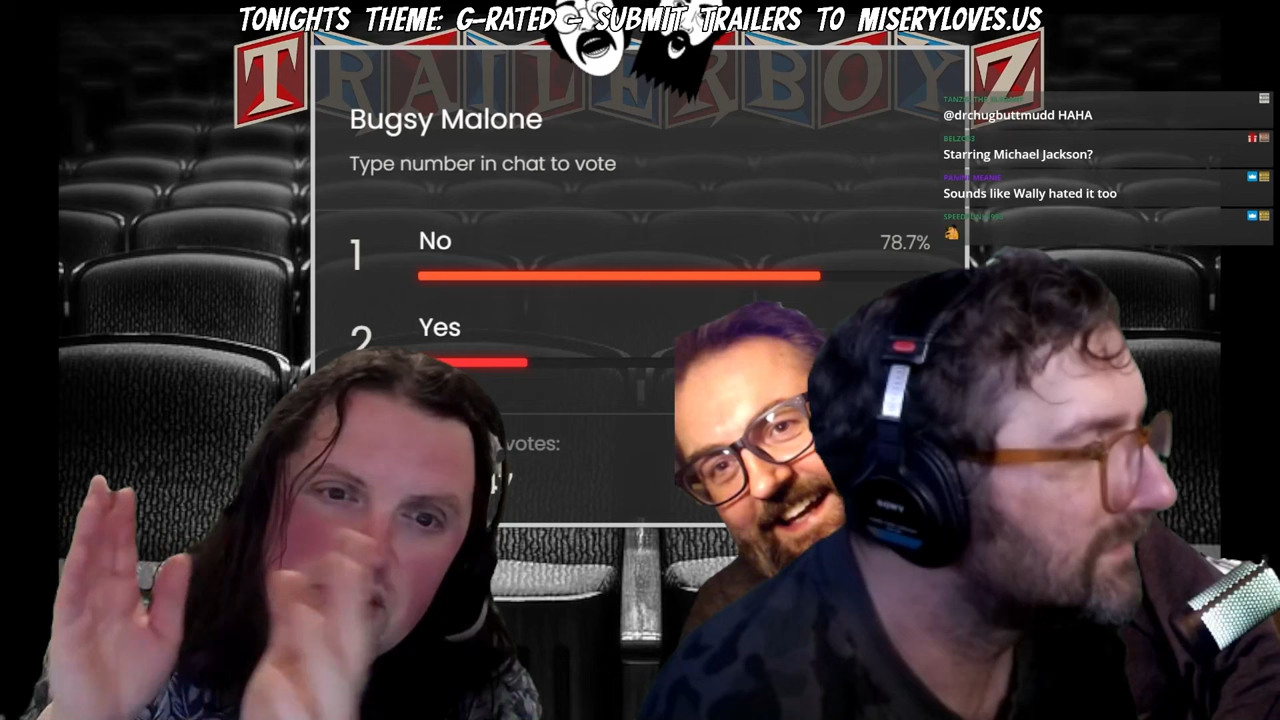 TONIGHTS THEME: G-RATED - SUBMIT TRAILERS TO MISERYLOVES.US
TRAILERBOYZ
Bugsy Malone
Type number in chat to vote
1 No 78.7%
2 Yes
votes:
@drchugbuttmudd HAHA
Starring Michael Jackson?
Sounds like Wally hated it too